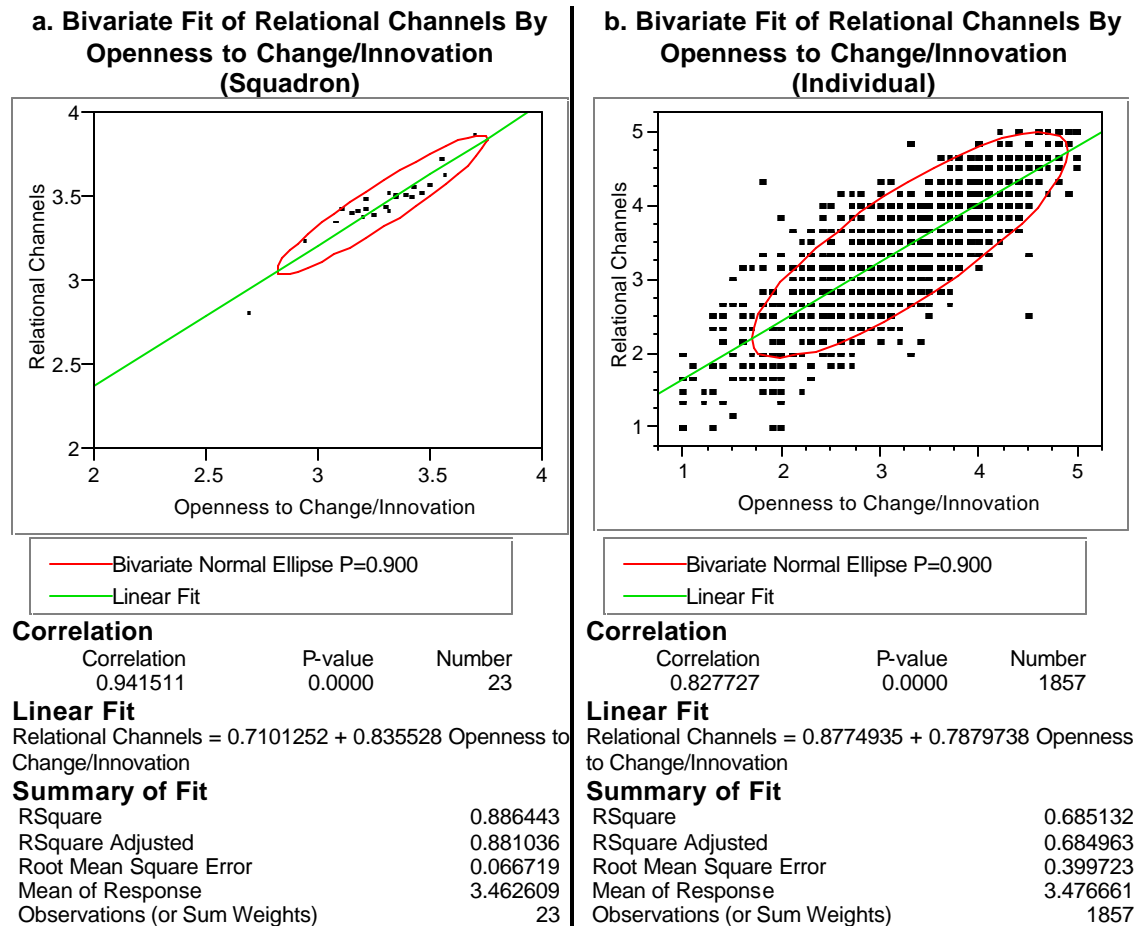 a. Bivariate Fit of Relational Channels By
Openness to Change/Innovation
(Squadron)
4
3.5
3
2.5
2
Relational Channels
2
2.5
3
3.5
4
Openness to Change/Innovation
Bivariate Normal Ellipse P=0.900
Linear Fit
Correlation
Correlation P-value Number
0.941511 0.0000 23
Linear Fit
Relational Channels = 0.7101252 + 0.835528 Openness to
Change/Innovation
Summary of Fit
RSquare 0.886443
RSquare Adjusted 0.881036
Root Mean Square Error 0.066719
Mean of Response 3.462609
Observations (or Sum Weights) 23
b. Bivariate Fit of Relational Channels By
Openness to Change/Innovation
(Individual)
5
4
3
2
1
Relational Channels
1
2
3
4
5
Openness to Change/Innovation
Bivariate Normal Ellipse P=0.900
Linear Fit
Correlation
Correlation P-value Number
0.827727 0.0000 1857
Linear Fit
Relational Channels = 0.8774935 + 0.7879738 Openness
to Change/Innovation
Summary of Fit
RSquare 0.685132
RSquare Adjusted 0.684963
Root Mean Square Error 0.399723
Mean of Response 3.476661
Observations (or Sum Weights) 1857